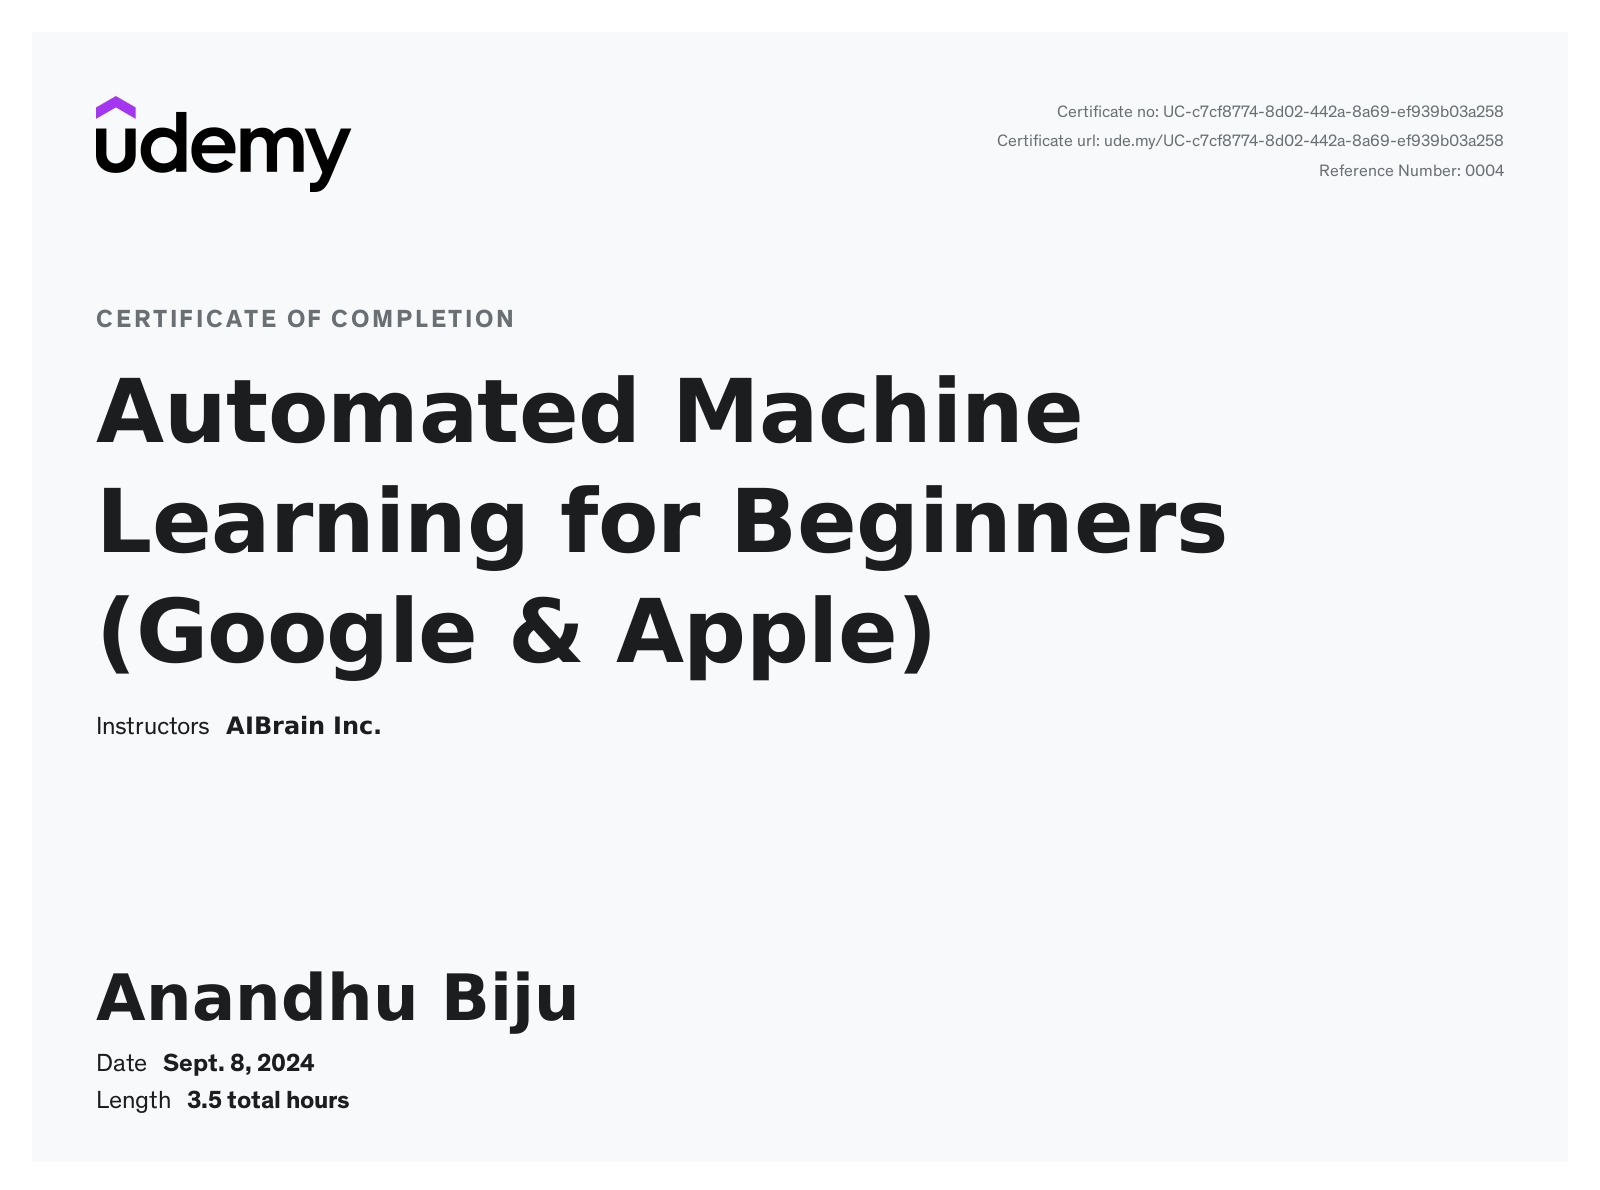 udemy
Certificate no: UC-c7cf8774-8d02-442a-8a69-ef939b03a258
Certificate url: ude.my/UC-c7cf8774-8d02-442a-8a69-ef939b03a258
Reference Number: 0004
CERTIFICATE OF COMPLETION
Automated Machine
Learning for Beginners
(Google & Apple)
Instructors AIBrain Inc.
Anandhu Biju
Date Sept. 8, 2024
Length 3.5 total hours